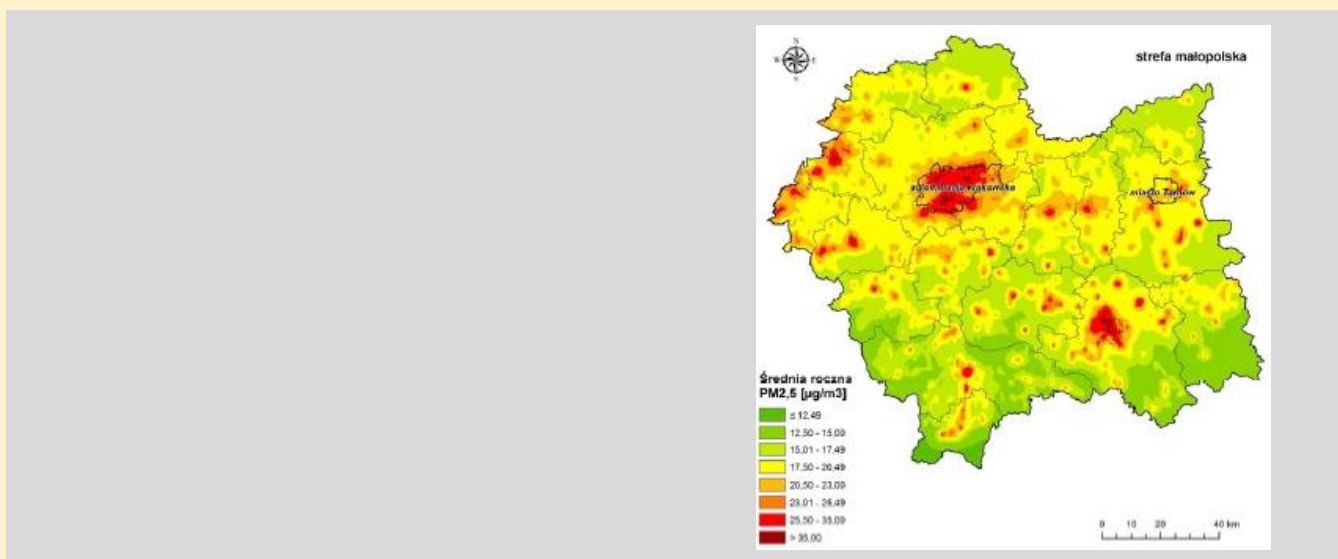 N
W E
S
strefa małopolska
aglomeracja krakowska
miasto Tarnów
Średnia roczna
PM2,5 [µg/m3]
≤ 12,49
12,50 - 15,00
15,01 - 17,49
17,50 - 20,49
20,50 - 23,00
23,01 - 25,49
25,50 - 35,00
> 35,00
0 10 20 40 km